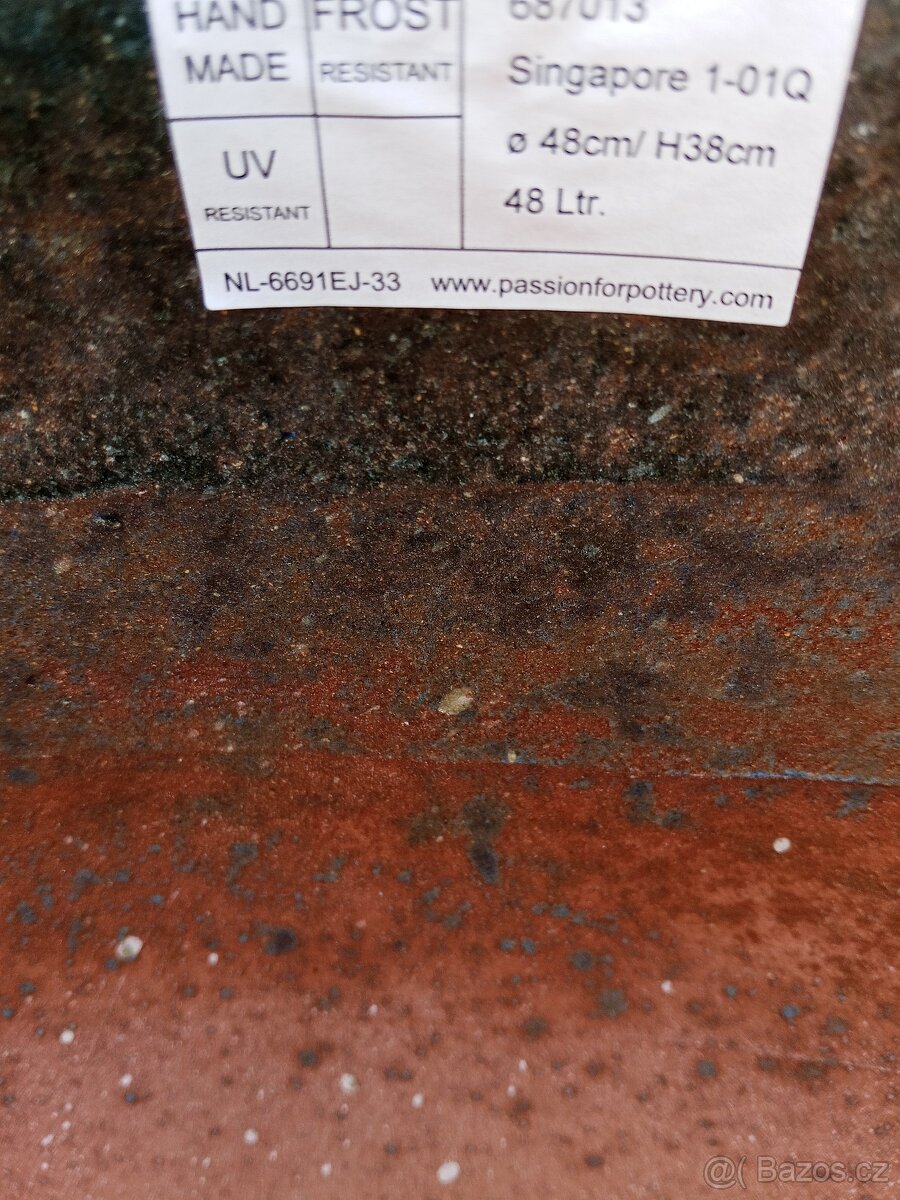 HAND
MADE
FROST
RESISTANT
UV
RESISTANT
687013
Singapore 1-01Q
ø 48cm/ H38cm
48 Ltr.
NL-6691EJ-33 www.passionforpottery.com
@( Bazos.cz